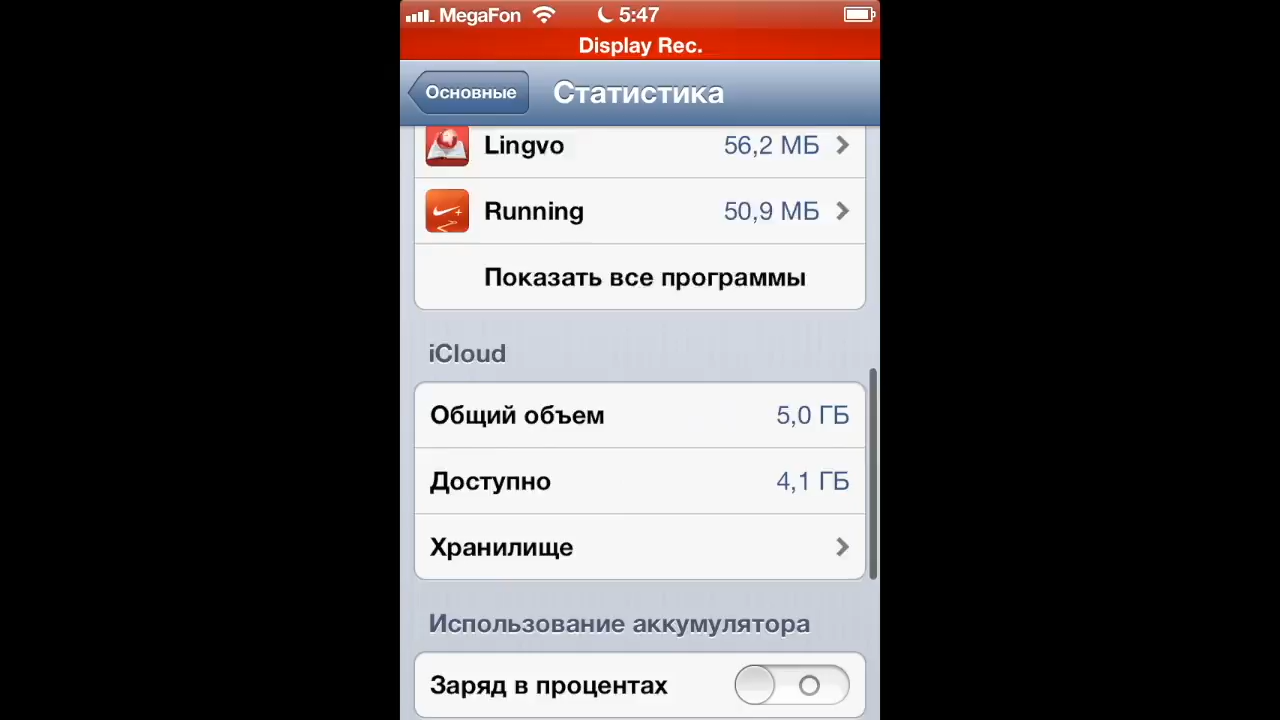 MegaFon 5:47
Display Rec.
Основные Статистика
Lingvo 56,2 МБ
Running 50,9 МБ
Показать все программы
iCloud
Общий объем 5,0 ГБ
Доступно 4,1 ГБ
Хранилище
Использование аккумулятора
Заряд в процентах